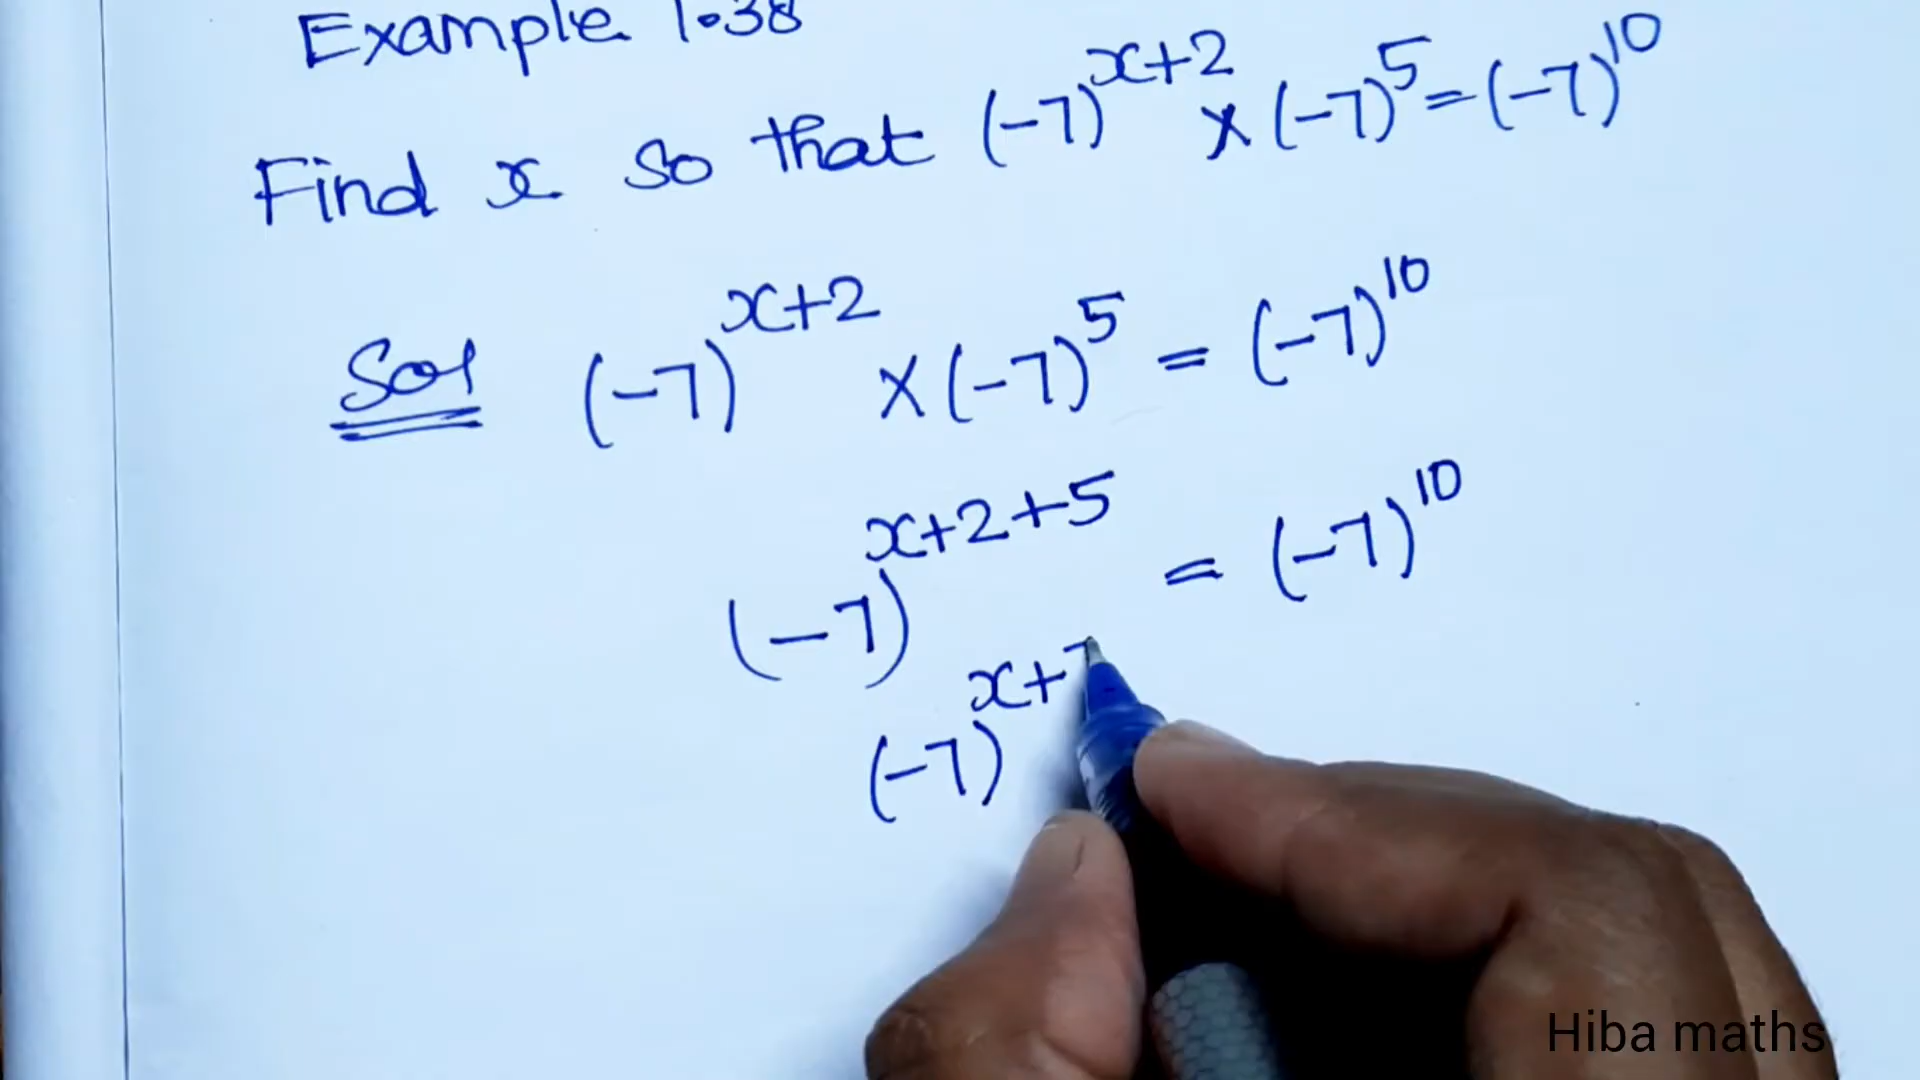 Example 1.38
Find x so that (-7)^{x+2} × (-7)^5 = (-7)^{10}
Sol (-7)^{x+2} × (-7)^5 = (-7)^{10}
(-7)^{x+2+5} = (-7)^{10}
(-7)^{x+7}
Hiba maths